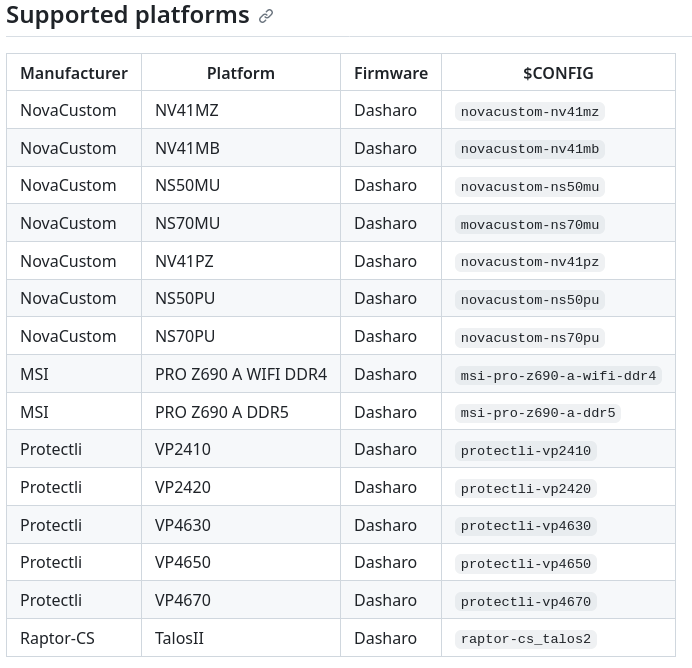 Supported platforms
Manufacturer Platform Firmware $CONFIG
NovaCustom NV41MZ Dasharo novacustom-nv41mz
NovaCustom NV41MB Dasharo novacustom-nv41mb
NovaCustom NS50MU Dasharo novacustom-ns50mu
NovaCustom NS70MU Dasharo movacustom-ns70mu
NovaCustom NV41PZ Dasharo novacustom-nv41pz
NovaCustom NS50PU Dasharo novacustom-ns50pu
NovaCustom NS70PU Dasharo novacustom-ns70pu
MSI PRO Z690 A WIFI DDR4 Dasharo msi-pro-z690-a-wifi-ddr4
MSI PRO Z690 A DDR5 Dasharo msi-pro-z690-a-ddr5
Protectli VP2410 Dasharo protectli-vp2410
Protectli VP2420 Dasharo protectli-vp2420
Protectli VP4630 Dasharo protectli-vp4630
Protectli VP4650 Dasharo protectli-vp4650
Protectli VP4670 Dasharo protectli-vp4670
Raptor-CS TalosII Dasharo raptor-cs_talos2